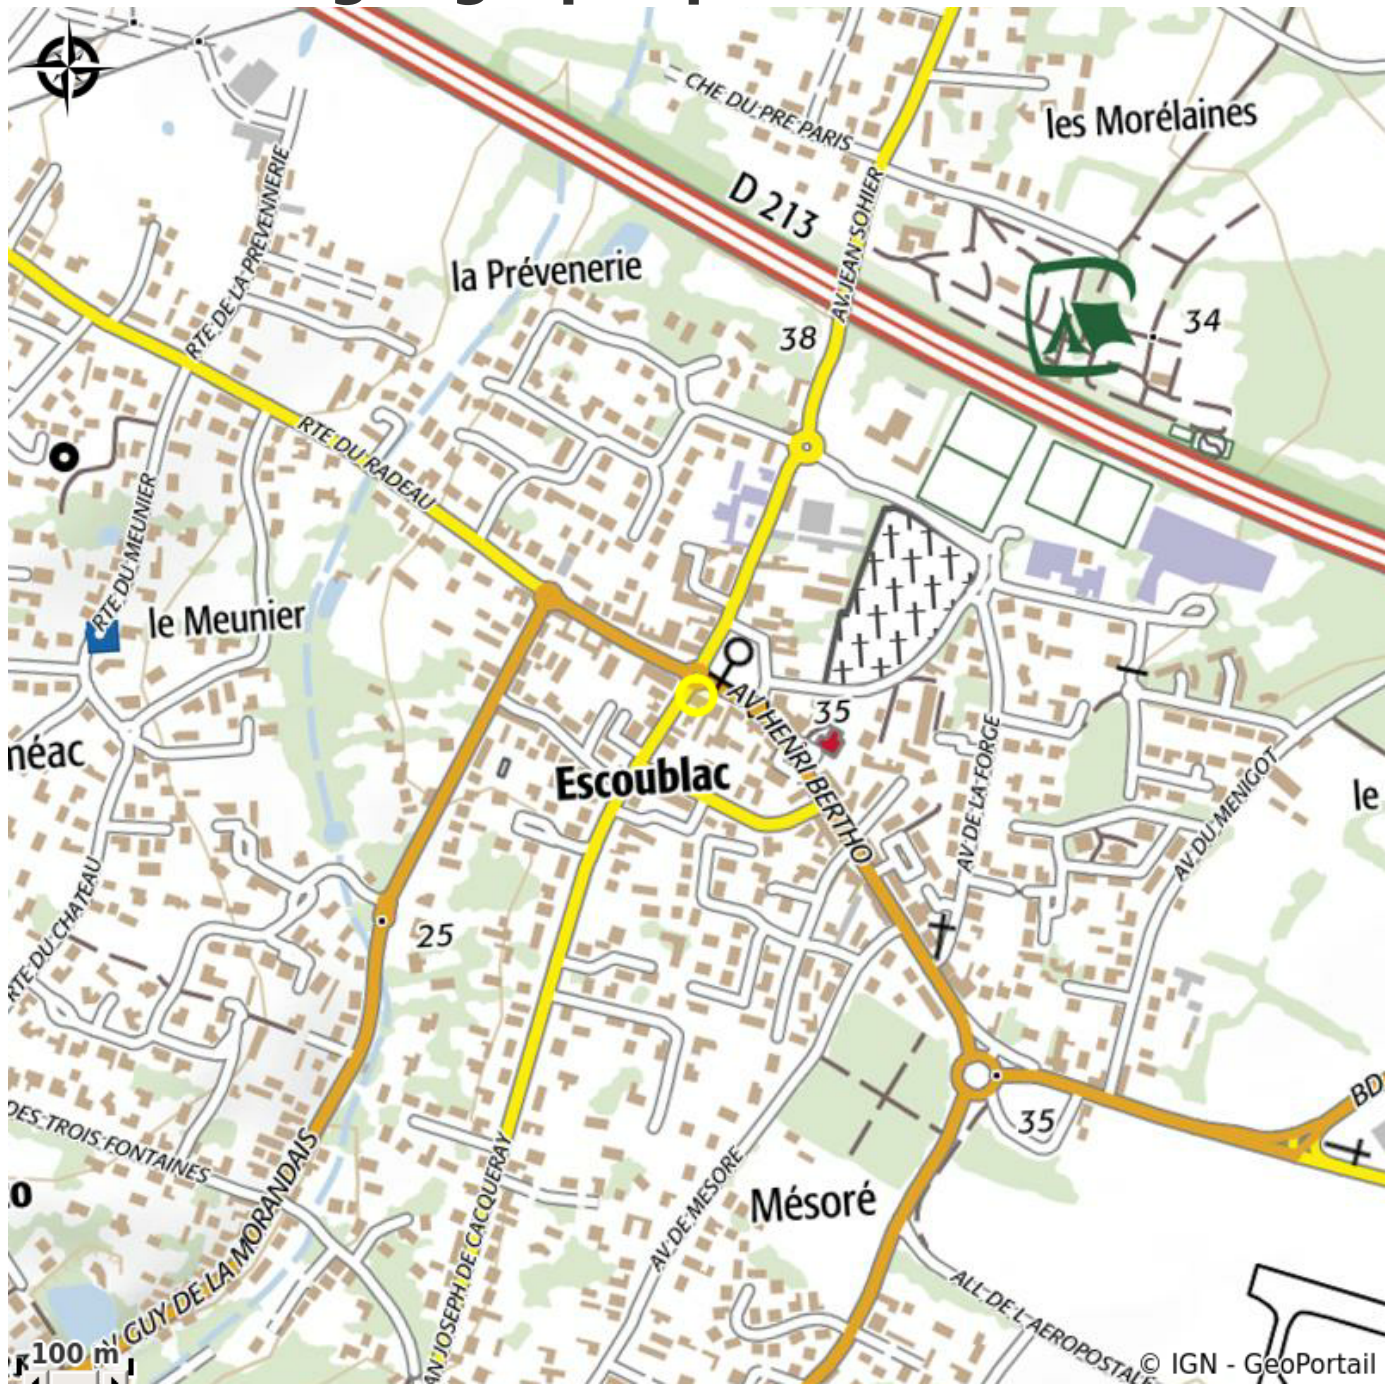 CHE DU PRE PARIS
les Morélaines
D 213
AV. JEAN SOHIER
RTE DE LA PREVENNERIE
la Prévenerie
38
34
RTE DU RADEAU
RTE DU MEUNIER
le Meunier
35
AV. HENRI BERTHO
néac
Escoublac
AV DE LA FORGE
AV DU MENIGOT
le
RTE DU CHATEAU
25
DES TROIS FONTAINES
35
BD
Mésoré
AV DE MESORE
GUY DE LA MORANDAIS
AN JOSEPH DE CACQUERAY
ALL DE L'AEROPOSTALE
100 m
© IGN - GeoPortail